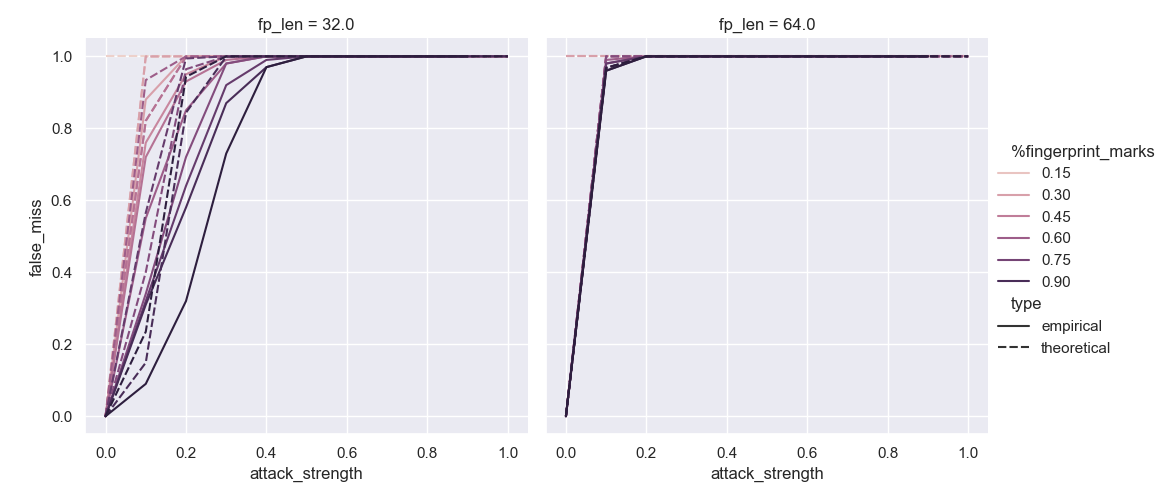 fp_len = 32.0
fp_len = 64.0
false_miss
1.0
0.8
0.6
0.4
0.2
0.0
0.0 0.2 0.4 0.6 0.8 1.0
attack_strength
0.0 0.2 0.4 0.6 0.8 1.0
attack_strength
%fingerprint_marks
0.15
0.30
0.45
0.60
0.75
0.90
type
empirical
theoretical